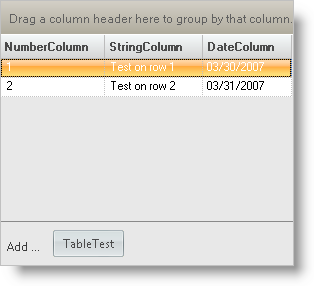 Drag a column header here to group by that column.
NumberColumn StringColumn DateColumn
1 Test on row 1 03/30/2007
2 Test on row 2 03/31/2007
Add ... TableTest